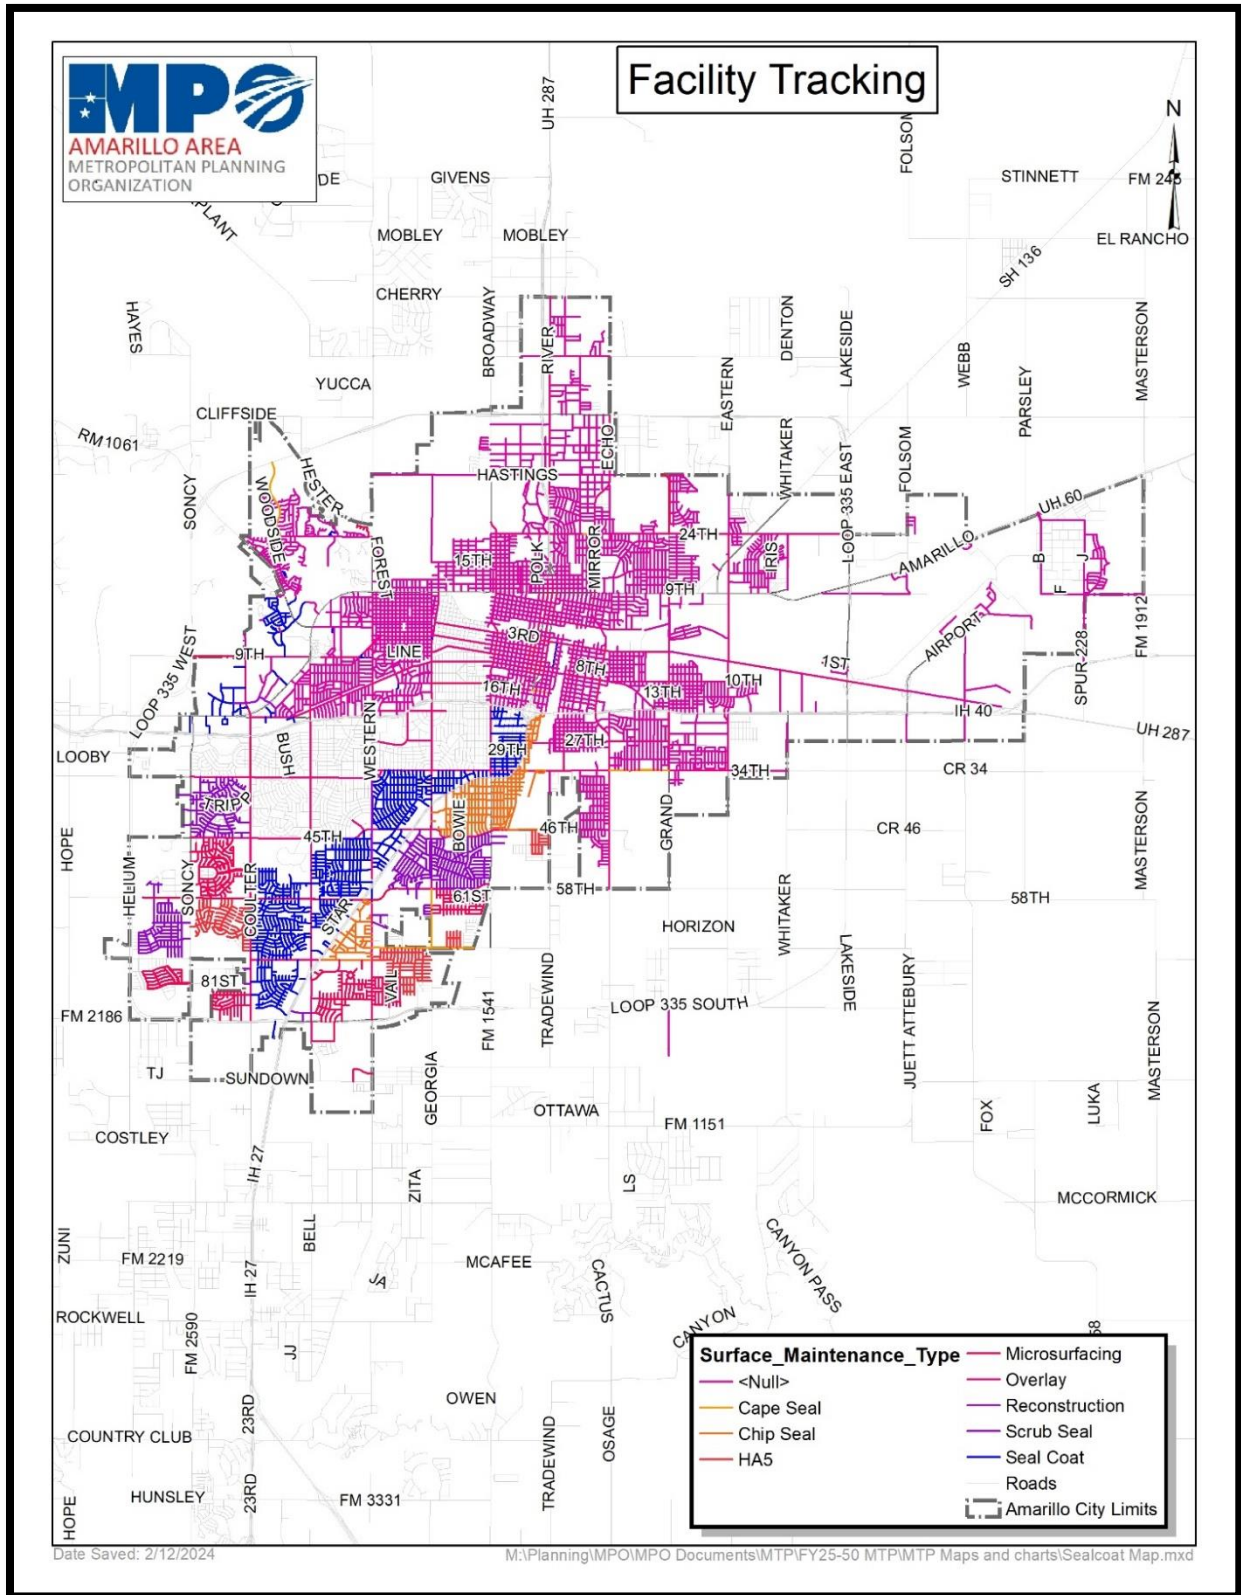 Facility Tracking
MPO
AMARILLO AREA
METROPOLITAN PLANNING
ORGANIZATION
N
UH 287
FOLSOM
DE
GIVENS
STINNETT
FM 245
PLANT
MOBLEY
MOBLEY
EL RANCHO
SH 136
CHERRY
HAYES
BROADWAY
RIVER
DENTON
LAKESIDE
MASTERSON
EASTERN
WEBB
PARSLEY
YUCCA
CLIFFSIDE
RM 1061
ECHO
HESTER
HASTINGS
WHITAKER
FOLSOM
SONCY
WOODSIDE
LOOP 335 EAST
UH 60
24TH
FOREST
15TH
POLK
MIRROR
IRIS
AMARILLO
B
J
9TH
F
3RD
AIRPORT
FM 1912
LOOP 335 WEST
9TH
LINE
8TH
1ST
SPUR 228
16TH
13TH
10TH
IH 40
WESTERN
BUSH
29TH
27TH
UH 287
LOOBY
34TH
CR 34
TRIPP
BOWIE
46TH
GRAND
CR 46
MASTERSON
HOPE
45TH
HELIUM
SONCY
COULTER
61ST
58TH
58TH
STAR
HORIZON
WHITAKER
LAKESIDE
81ST
VAIL
TRADEWIND
JUETT ATTEBURY
FM 2186
FM 1541
LOOP 335 SOUTH
MASTERSON
TJ
SUNDOWN
GEORGIA
OTTAWA
FM 1151
FOX
LUKA
COSTLEY
IH 27
ZITA
LS
MCCORMICK
ZUNI
BELL
FM 2219
MCAFEE
CANYON PASS
IH 27
JA
CACTUS
ROCKWELL
FM 2590
CANYON
JJ
OWEN
23RD
TRADEWIND
OSAGE
COUNTRY CLUB
HUNSLEY
23RD
FM 3331
HOPE
Surface_Maintenance_Type
<Null>
Cape Seal
Chip Seal
HA5
Microsurfacing
Overlay
Reconstruction
Scrub Seal
Seal Coat
Roads
Amarillo City Limits
Date Saved: 2/12/2024
M:\Planning\MPO\MPO Documents\MTP\FY25-50 MTP\MTP Maps and charts\Sealcoat Map.mxd